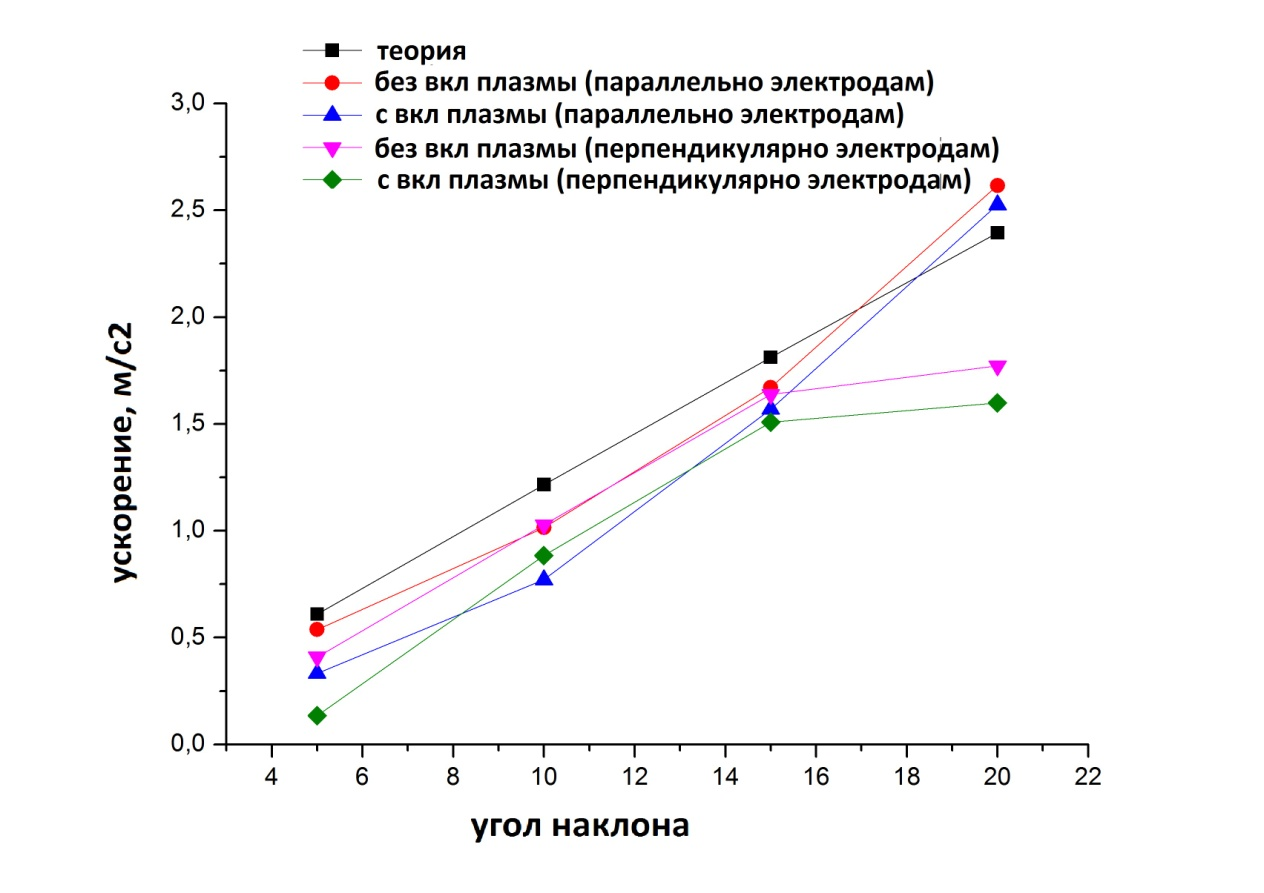 теория
без вкл плазмы (параллельно электродам)
с вкл плазмы (параллельно электродам)
без вкл плазмы (перпендикулярно электродам)
с вкл плазмы (перпендикулярно электродам)
3,0
2,5
2,0
1,5
1,0
0,5
0,0
ускорение, м/с2
4 6 8 10 12 14 16 18 20 22
угол наклона